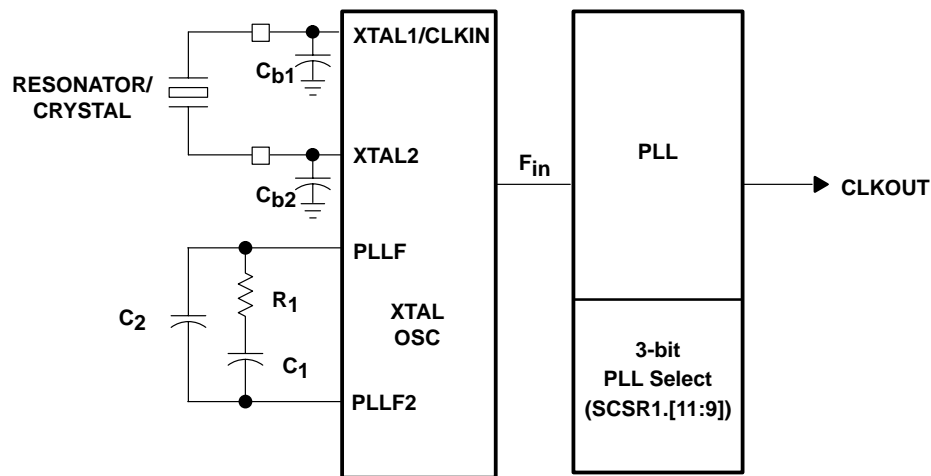 XTAL1/CLKIN
Cb1
RESONATOR/
CRYSTAL
XTAL2
Cb2
Fin
PLL
CLKOUT
PLLF
R1
C2
XTAL
OSC
C1
PLLF2
3-bit
PLL Select
(SCSR1.[11:9])